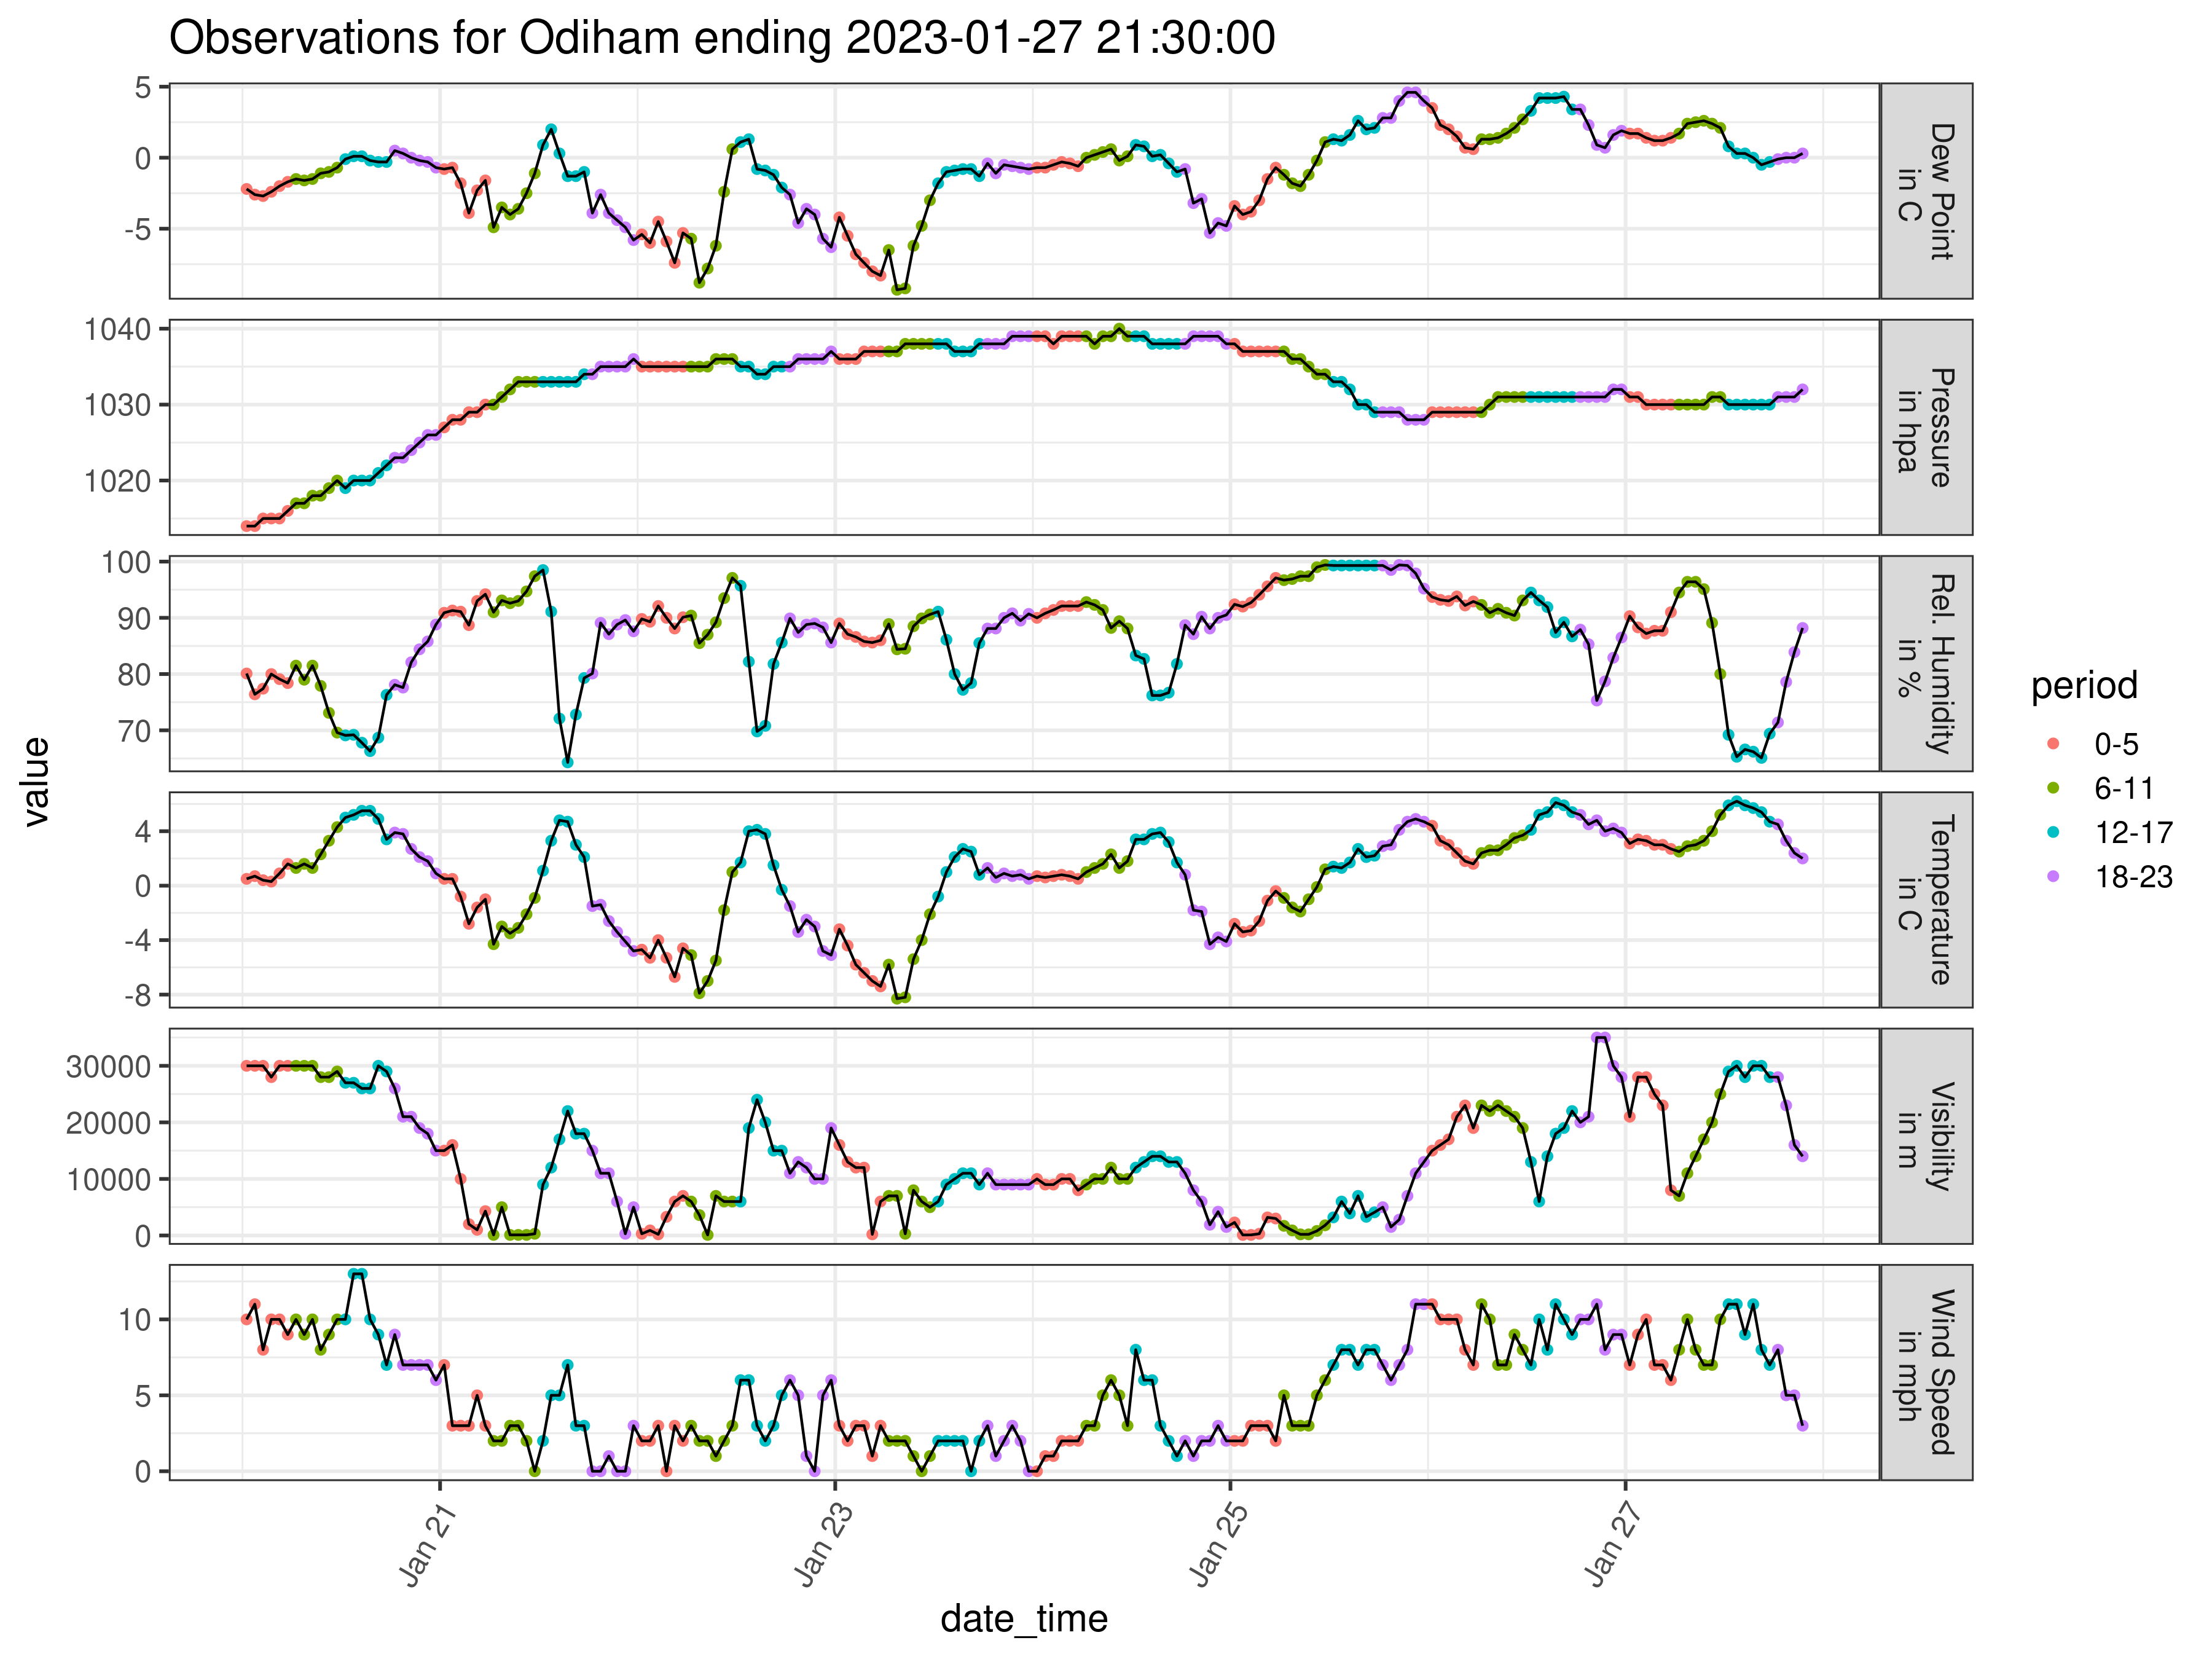 Observations for Odiham ending 2023-01-27 21:30:00
5
0
-5
Dew Point
in C
1040
1030
1020
Pressure
in hpa
100
90
80
70
Rel. Humidity
in %
4
0
-4
-8
Temperature
in C
30000
20000
10000
0
Visibility
in m
10
5
0
Wind Speed
in mph
value
Jan 21
Jan 23
Jan 25
Jan 27
date_time
period
0-5
6-11
12-17
18-23